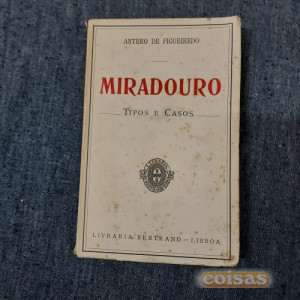 ANTERO DE FIGUEIREDO
MIRADOURO
TIPOS E CASOS
LIVRARIA BERTRAND - LISBOA
coisas